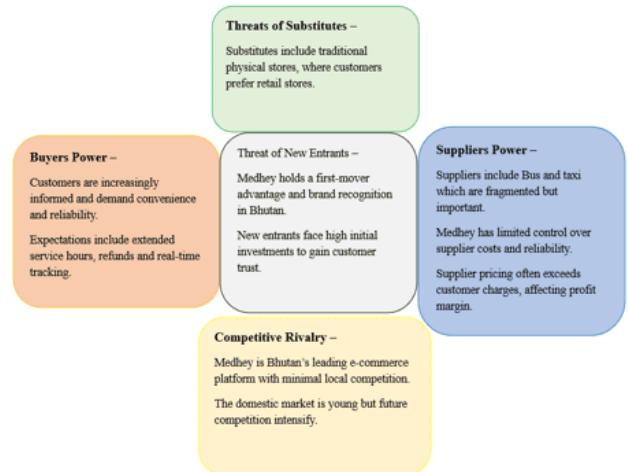 Threats of Substitutes –
Substitutes include traditional
physical stores, where customers
prefer retail stores.
Buyers Power –
Customers are increasingly
informed and demand convenience
and reliability.
Expectations include extended
service hours, refunds and real-time
tracking.
Threat of New Entrants –
Medhey holds a first-mover
advantage and brand recognition
in Bhutan.
New entrants face high initial
investments to gain customer
trust.
Suppliers Power –
Suppliers include Bus and taxi
which are fragmented but
important.
Medhey has limited control over
supplier costs and reliability.
Supplier pricing often exceeds
customer charges, affecting profit
margin.
Competitive Rivalry –
Medhey is Bhutan's leading e-commerce
platform with minimal local competition.
The domestic market is young but future
competition intensify.